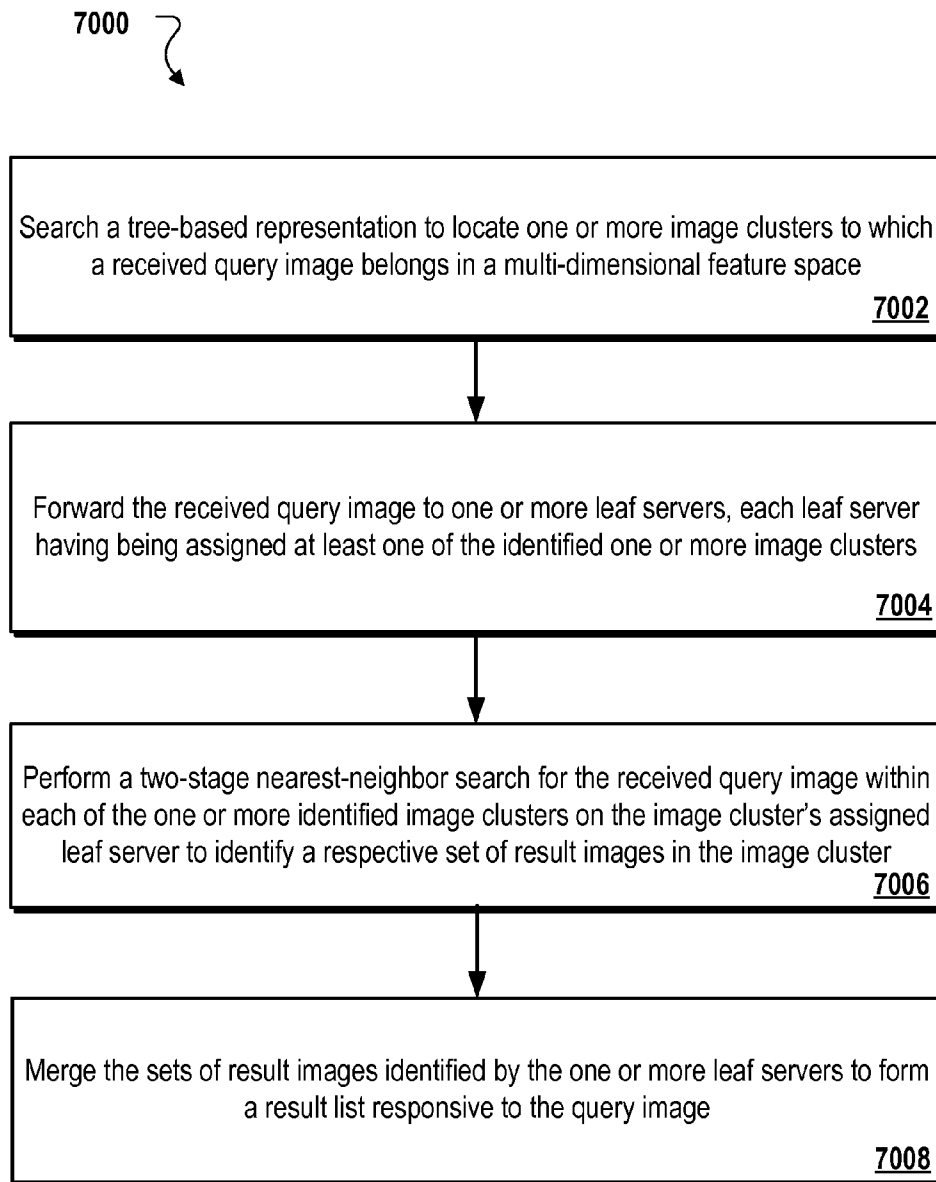 7000
Search a tree-based representation to locate one or more image clusters to which
a received query image belongs in a multi-dimensional feature space
7002
Forward the received query image to one or more leaf servers, each leaf server
having being assigned at least one of the identified one or more image clusters
7004
Perform a two-stage nearest-neighbor search for the received query image within
each of the one or more identified image clusters on the image cluster's assigned
leaf server to identify a respective set of result images in the image cluster
7006
Merge the sets of result images identified by the one or more leaf servers to form
a result list responsive to the query image
7008